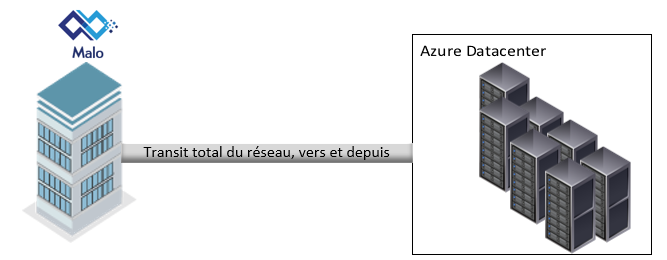 Malo
Azure Datacenter
Transit total du réseau, vers et depuis